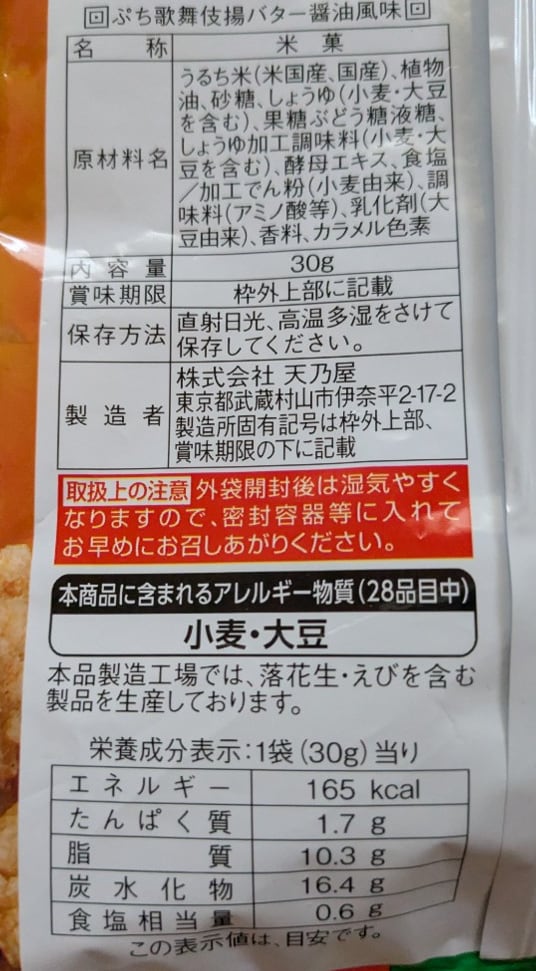 回ぷち歌舞伎揚バター醤油風味回
名称 米菓
原材料名
うるち米(米国産、国産)、植物
油、砂糖、しょうゆ(小麦・大豆
を含む)、果糖ぶどう糖液糖、
しょうゆ加工調味料(小麦・大
豆を含む)、酵母エキス、食塩
/加工でん粉(小麦由来)、調
味料(アミノ酸等)、乳化剤(大
豆由来)、香料、カラメル色素
内容量 30g
賞味期限 枠外上部に記載
保存方法
直射日光、高温多湿をさけて
保存してください。
製造者
株式会社 天乃屋
東京都武蔵村山市伊奈平2-17-2
製造所固有記号は枠外上部、
賞味期限の下に記載
取扱上の注意 外袋開封後は湿気やすく
なりますので、密封容器等に入れて
お早めにお召しあがりください。
本商品に含まれるアレルギー物質(28品目中)
小麦・大豆
本品製造工場では、落花生・えびを含む
製品を生産しております。
栄養成分表示:1袋(30g)当り
エネルギー 165 kcal
たんぱく質 1.7 g
脂質 10.3 g
炭水化物 16.4 g
食塩相当量 0.6 g
この表示値は、目安です。